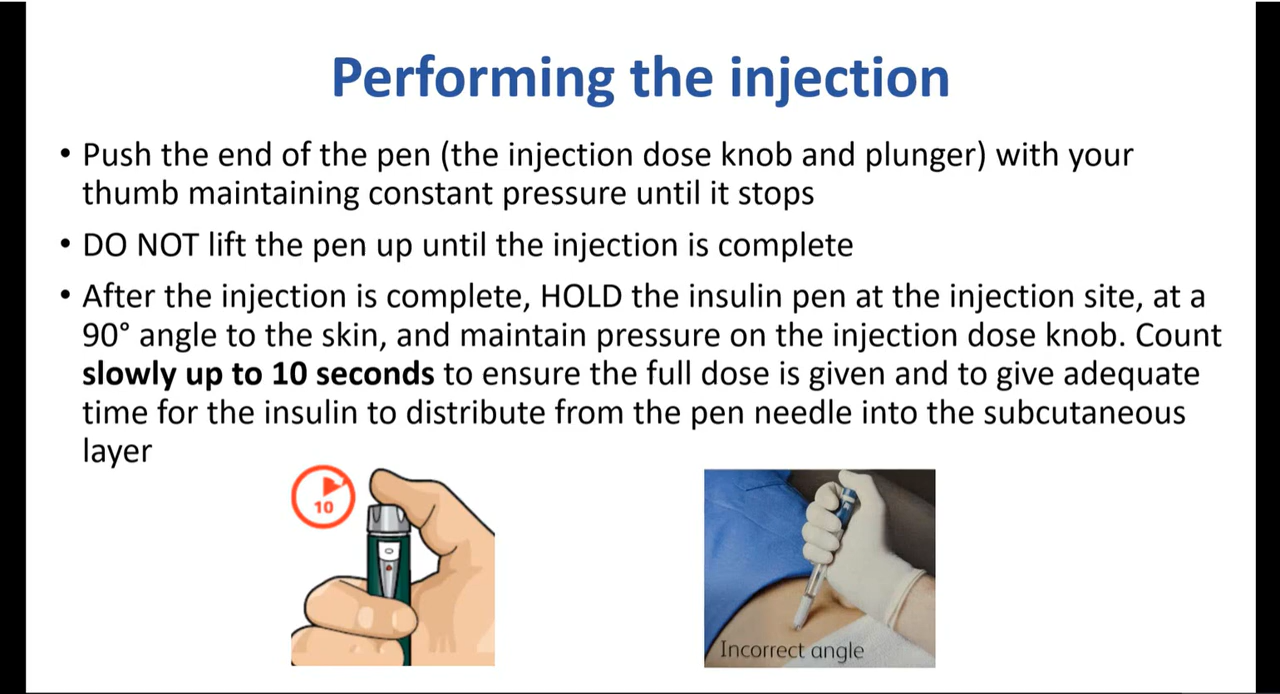 Performing the injection
• Push the end of the pen (the injection dose knob and plunger) with your
thumb maintaining constant pressure until it stops
• DO NOT lift the pen up until the injection is complete
• After the injection is complete, HOLD the insulin pen at the injection site, at a
90° angle to the skin, and maintain pressure on the injection dose knob. Count
slowly up to 10 seconds to ensure the full dose is given and to give adequate
time for the insulin to distribute from the pen needle into the subcutaneous
layer
10
Incorrect angle